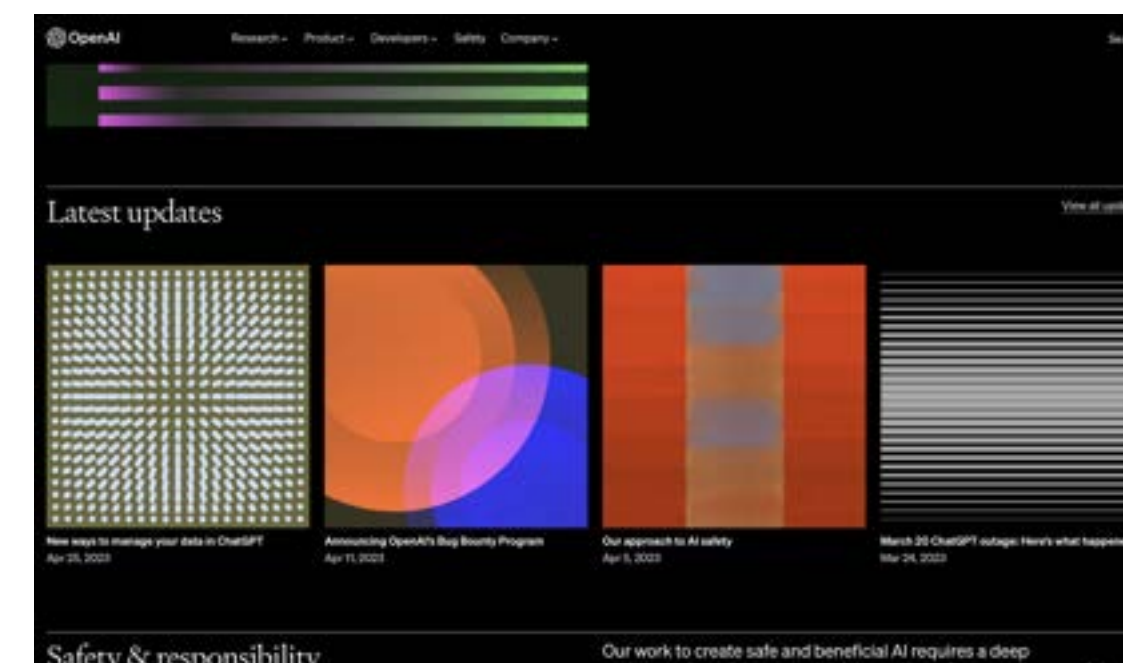 OpenAI
Research Product Developers Safety Company
Latest updates
View all
New ways to manage your data in ChatGPT
Apr 25, 2023
Announcing OpenAI's Bug Bounty Program
Apr 11, 2023
Our approach to AI safety
Apr 5, 2023
March 20 ChatGPT outage: Here's what
Mar 24, 2023
Safety & responsibility
Our work to create safe and beneficial AI requires a deep